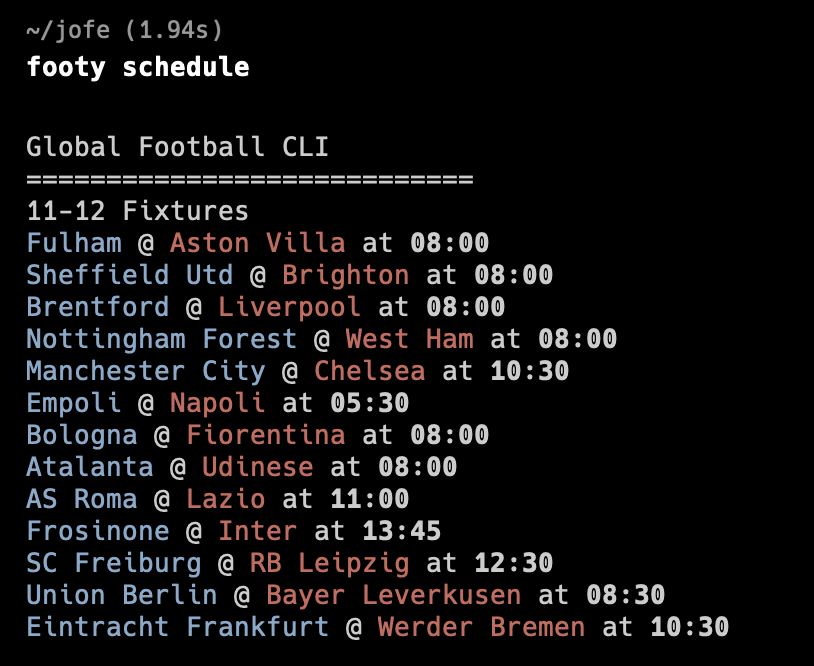 ~/jofe (1.94s)
footy schedule
Global Football CLI
============================
11-12 Fixtures
Fulham @ Aston Villa at 08:00
Sheffield Utd @ Brighton at 08:00
Brentford @ Liverpool at 08:00
Nottingham Forest @ West Ham at 08:00
Manchester City @ Chelsea at 10:30
Empoli @ Napoli at 05:30
Bologna @ Fiorentina at 08:00
Atalanta @ Udinese at 08:00
AS Roma @ Lazio at 11:00
Frosinone @ Inter at 13:45
SC Freiburg @ RB Leipzig at 12:30
Union Berlin @ Bayer Leverkusen at 08:30
Eintracht Frankfurt @ Werder Bremen at 10:30